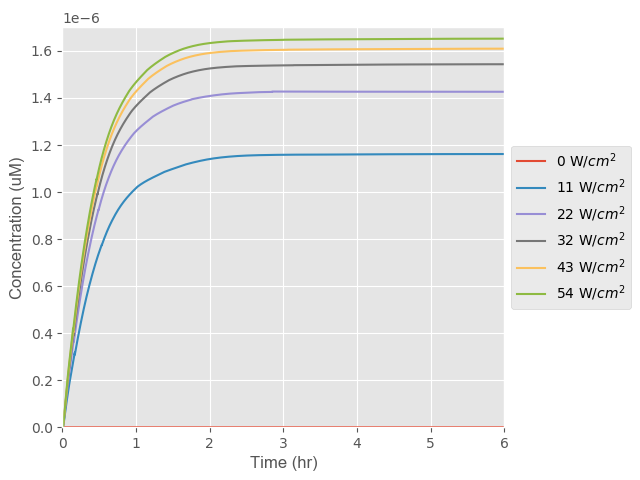 1e−6
1.6
1.4
1.2
1.0
0.8
0.6
0.4
0.2
0.0
Concentration (uM)
0 1 2 3 4 5 6
Time (hr)
0 W/cm²
11 W/cm²
22 W/cm²
32 W/cm²
43 W/cm²
54 W/cm²